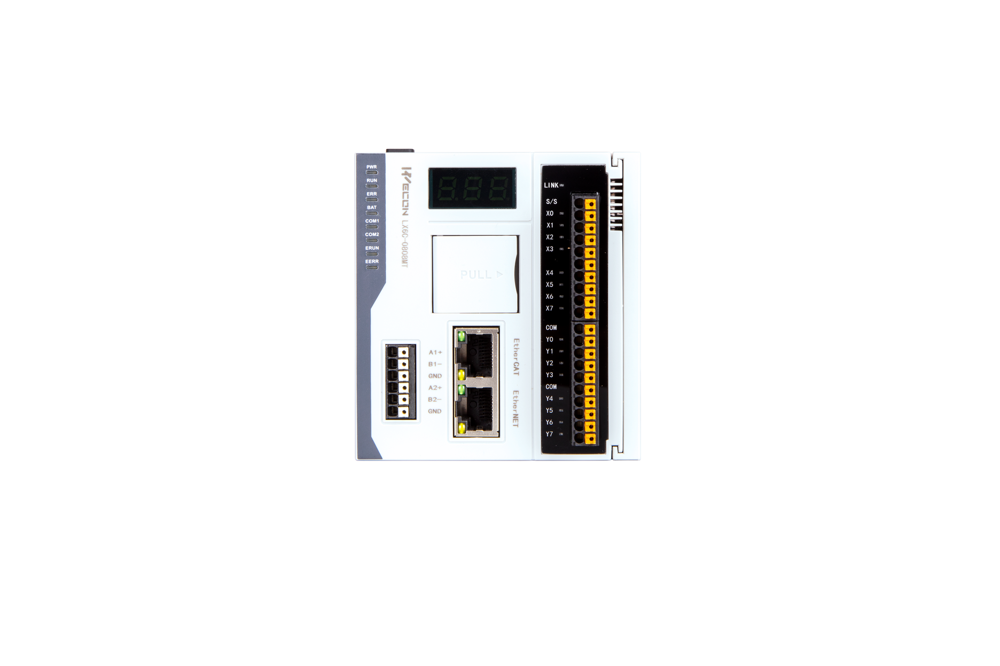 PWR
RUN
ERR
BAT
COM1
COM2
ERUN
EERR
WECON LX6C-0808MT
PULL
A1+
B1-
GND
A2+
B2-
GND
EtherCAT
EtherNET
LINK
S/S
X0
X1
X2
X3
X4
X5
X6
X7
COM
Y0
Y1
Y2
Y3
COM
Y4
Y5
Y6
Y7